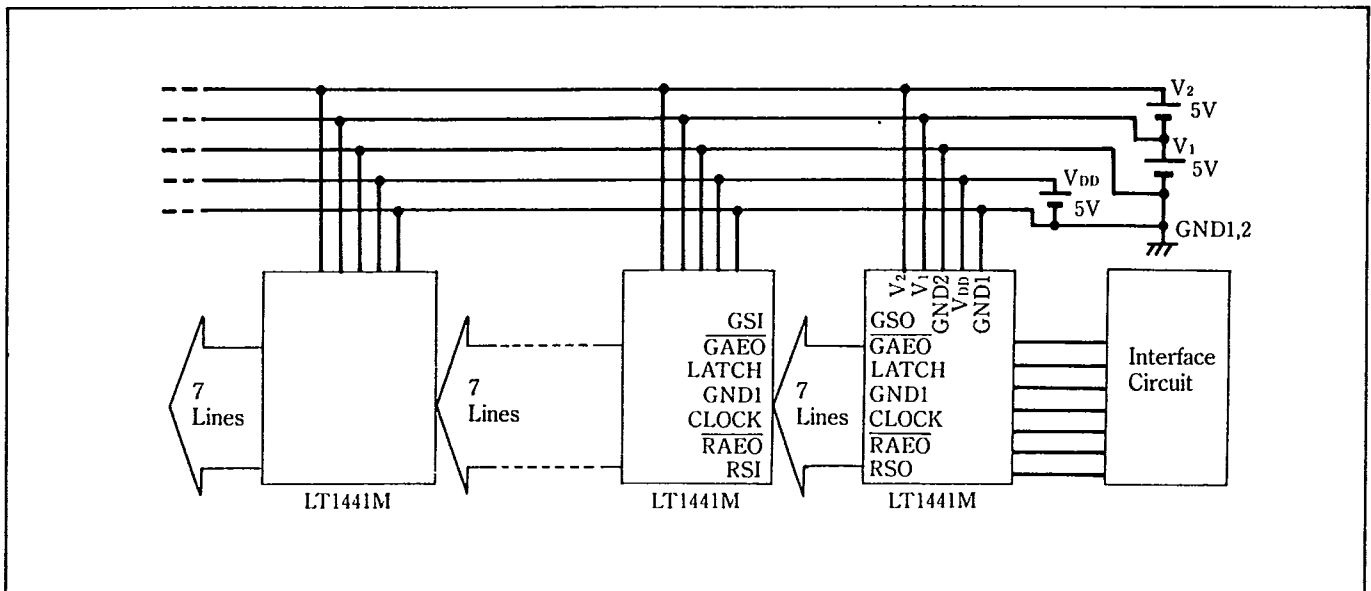 V2
5V
V1
5V
VDD
5V
GND1,2
V2
V1
GND2
VDD
GND1
7
Lines
LT1441M
7
Lines
GSI
GAEO
LATCH
GND1
CLOCK
RAEO
RSI
LT1441M
7
Lines
GSO
GAEO
LATCH
GND1
CLOCK
RAEO
RSO
LT1441M
Interface
Circuit